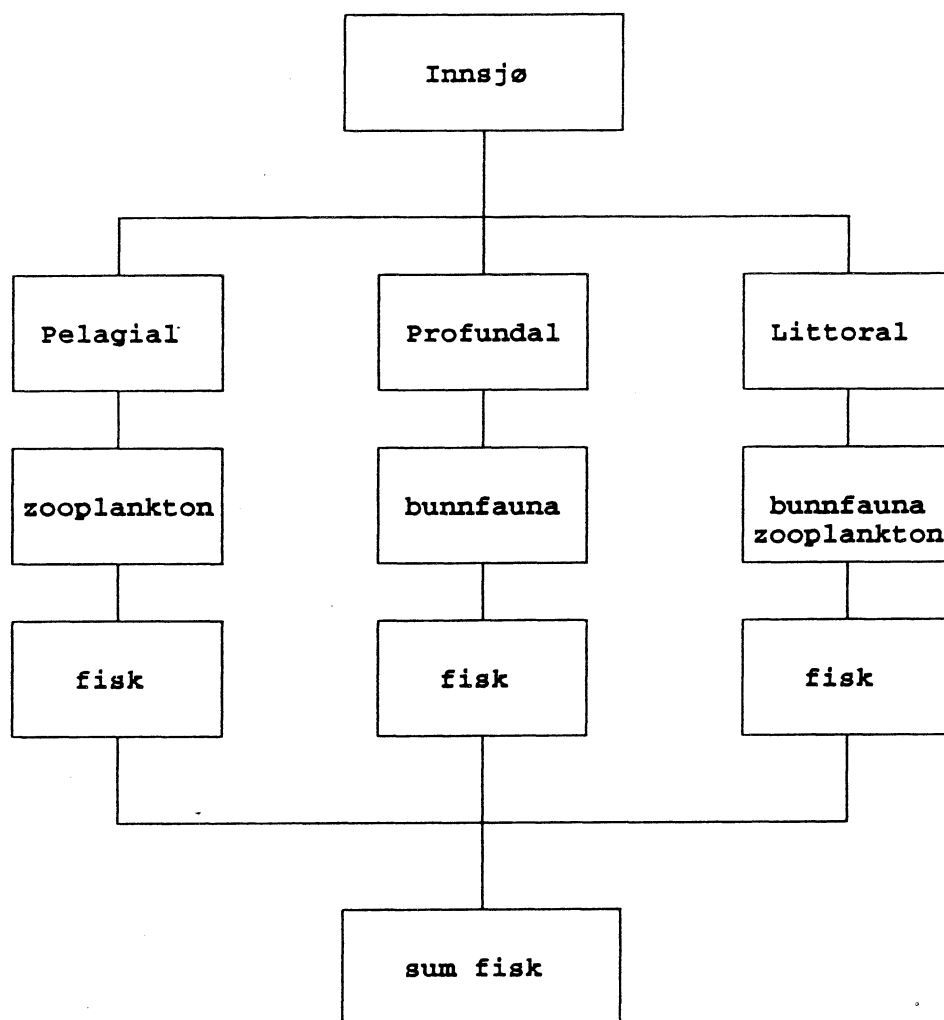 Innsjø
Pelagial
Profundal
Littoral
zooplankton
bunnfauna
bunnfauna
zooplankton
fisk
fisk
fisk
sum fisk